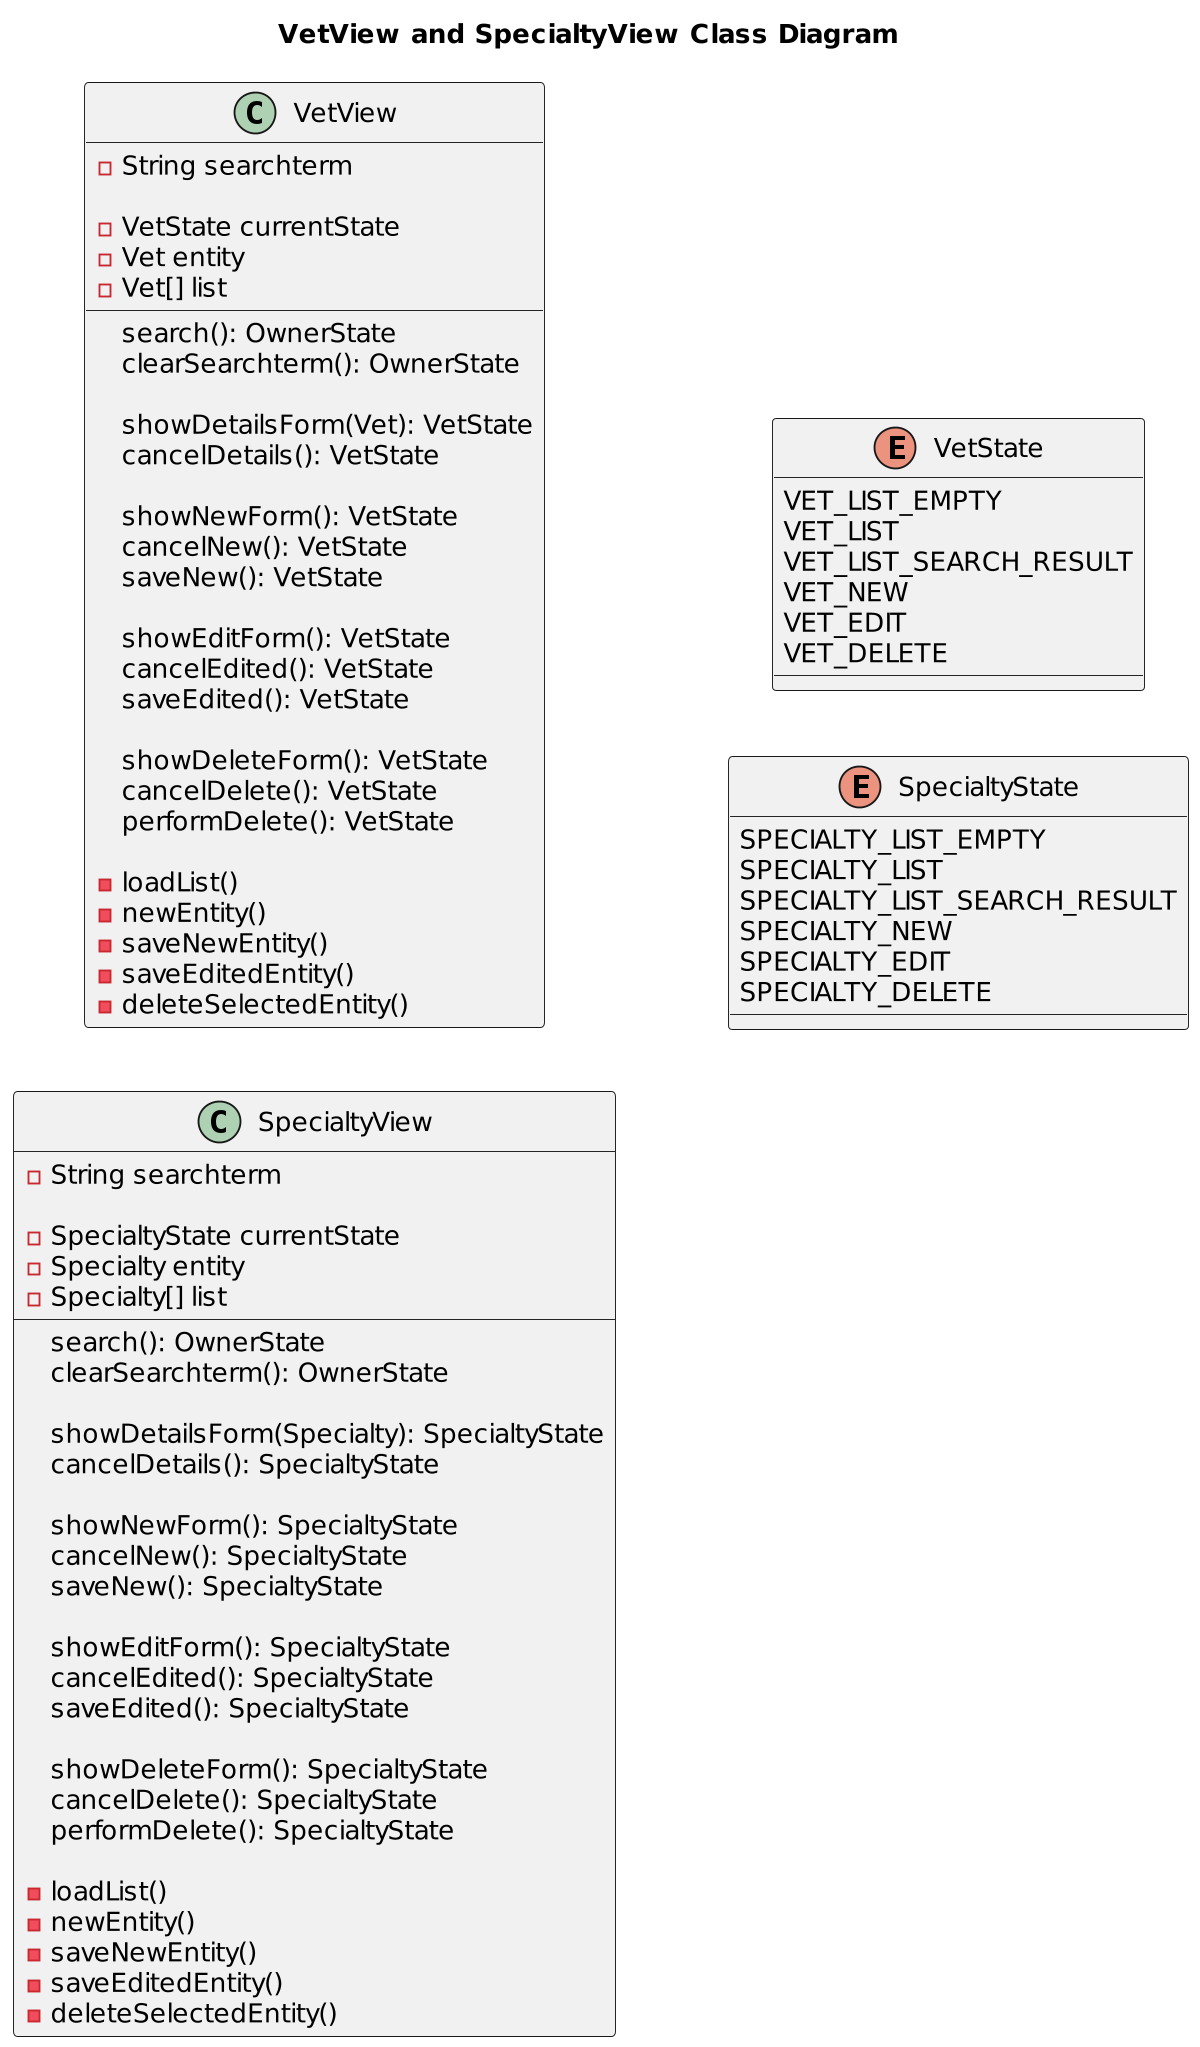 VetView and SpecialtyView Class Diagram
C VetView
String searchterm
VetState currentState
Vet entity
Vet[] list
search(): OwnerState
clearSearchterm(): OwnerState
showDetailsForm(Vet): VetState
cancelDetails(): VetState
showNewForm(): VetState
cancelNew(): VetState
saveNew(): VetState
showEditForm(): VetState
cancelEdited(): VetState
saveEdited(): VetState
showDeleteForm(): VetState
cancelDelete(): VetState
performDelete(): VetState
loadList()
newEntity()
saveNewEntity()
saveEditedEntity()
deleteSelectedEntity()
E VetState
VET_LIST_EMPTY
VET_LIST
VET_LIST_SEARCH_RESULT
VET_NEW
VET_EDIT
VET_DELETE
E SpecialtyState
SPECIALTY_LIST_EMPTY
SPECIALTY_LIST
SPECIALTY_LIST_SEARCH_RESULT
SPECIALTY_NEW
SPECIALTY_EDIT
SPECIALTY_DELETE
C SpecialtyView
String searchterm
SpecialtyState currentState
Specialty entity
Specialty[] list
search(): OwnerState
clearSearchterm(): OwnerState
showDetailsForm(Specialty): SpecialtyState
cancelDetails(): SpecialtyState
showNewForm(): SpecialtyState
cancelNew(): SpecialtyState
saveNew(): SpecialtyState
showEditForm(): SpecialtyState
cancelEdited(): SpecialtyState
saveEdited(): SpecialtyState
showDeleteForm(): SpecialtyState
cancelDelete(): SpecialtyState
performDelete(): SpecialtyState
loadList()
newEntity()
saveNewEntity()
saveEditedEntity()
deleteSelectedEntity()